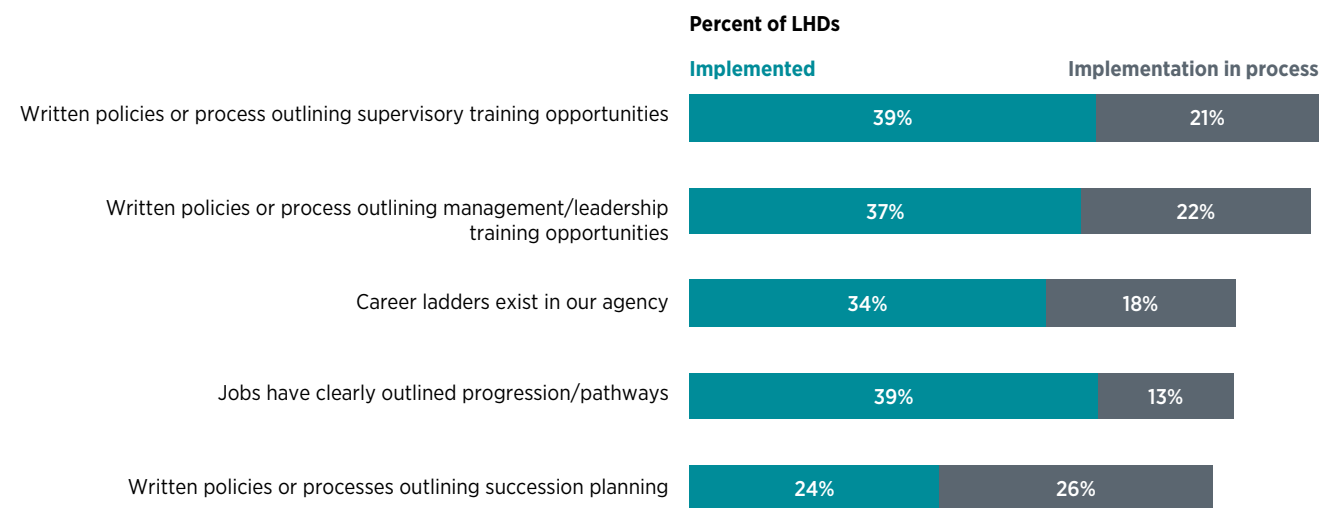 Percent of LHDs
Implemented Implementation in process
Written policies or process outlining supervisory training opportunities 39% 21%
Written policies or process outlining management/leadership
training opportunities 37% 22%
Career ladders exist in our agency 34% 18%
Jobs have clearly outlined progression/pathways 39% 13%
Written policies or processes outlining succession planning 24% 26%